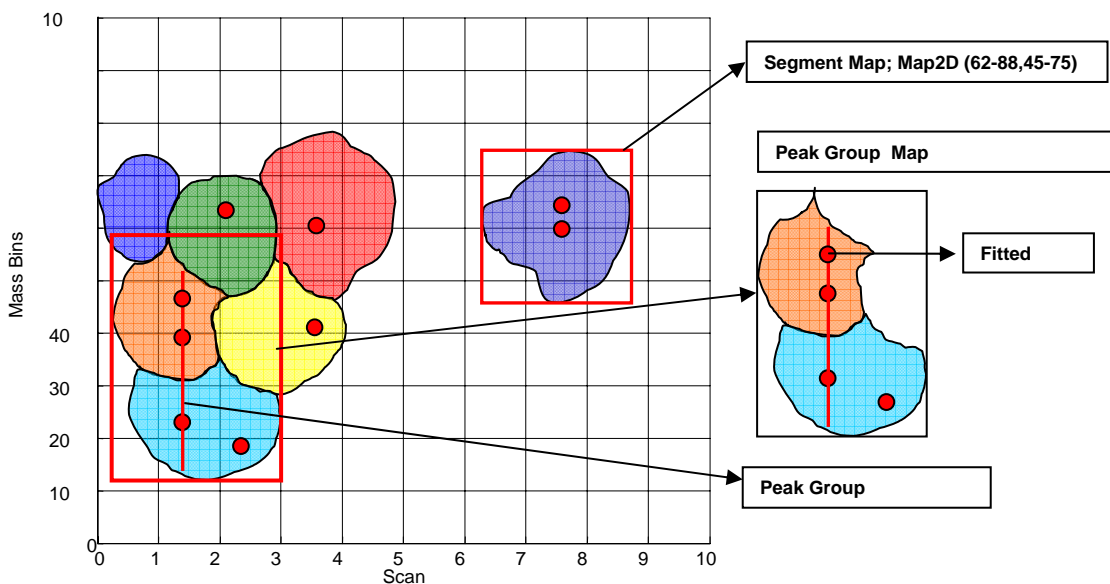 10
Mass Bins
40
30
20
10
0
0 1 2 3 4 5 6 7 8 9 10
Scan
Segment Map; Map2D (62-88,45-75)
Peak Group Map
Fitted
Peak Group